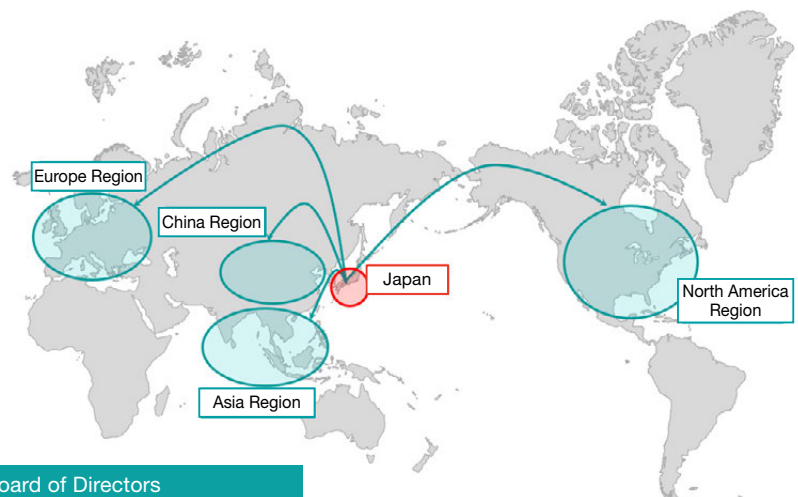 Europe Region
China Region
Japan
North America
Region
Asia Region
oard of Directors